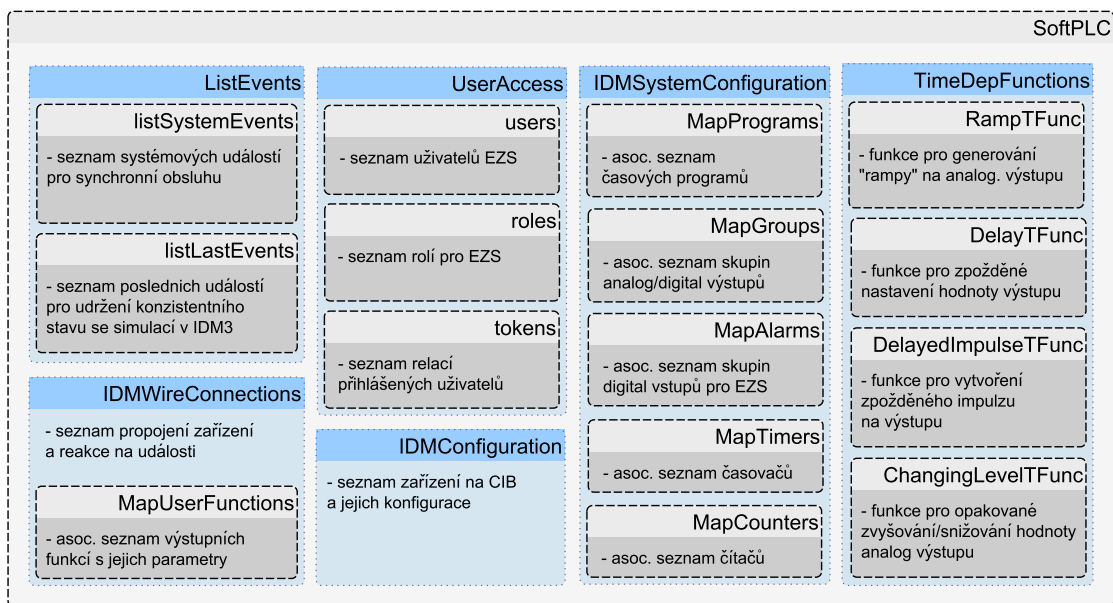 SoftPLC
ListEvents
listSystemEvents
- seznam systémových událostí
pro synchronní obsluhu
listLastEvents
- seznam posledních událostí
pro udržení konzistentního
stavu se simulací v IDM3
IDMWireConnections
- seznam propojení zařízení
a reakce na události
MapUserFunctions
- asoc. seznam výstupních
funkcí s jejich parametry
UserAccess
users
- seznam uživatelů EZS
roles
- seznam rolí pro EZS
tokens
- seznam relací
přihlášených uživatelů
IDMConfiguration
- seznam zařízení na CIB
a jejich konfigurace
IDMSystemConfiguration
MapPrograms
- asoc. seznam
časových programů
MapGroups
- asoc. seznam skupin
analog/digital výstupů
MapAlarms
- asoc. seznam skupin
digital vstupů pro EZS
MapTimers
- asoc. seznam časovačů
MapCounters
- asoc. seznam čítačů
TimeDepFunctions
RampTFunc
- funkce pro generování
"rampy" na analog. výstupu
DelayTFunc
- funkce pro zpožděné
nastavení hodnoty výstupu
DelayedImpulseTFunc
- funkce pro vytvoření
zpožděného impulzu
na výstupu
ChangingLevelTFunc
- funkce pro opakované
zvyšování/snižování hodnoty
analog výstupu